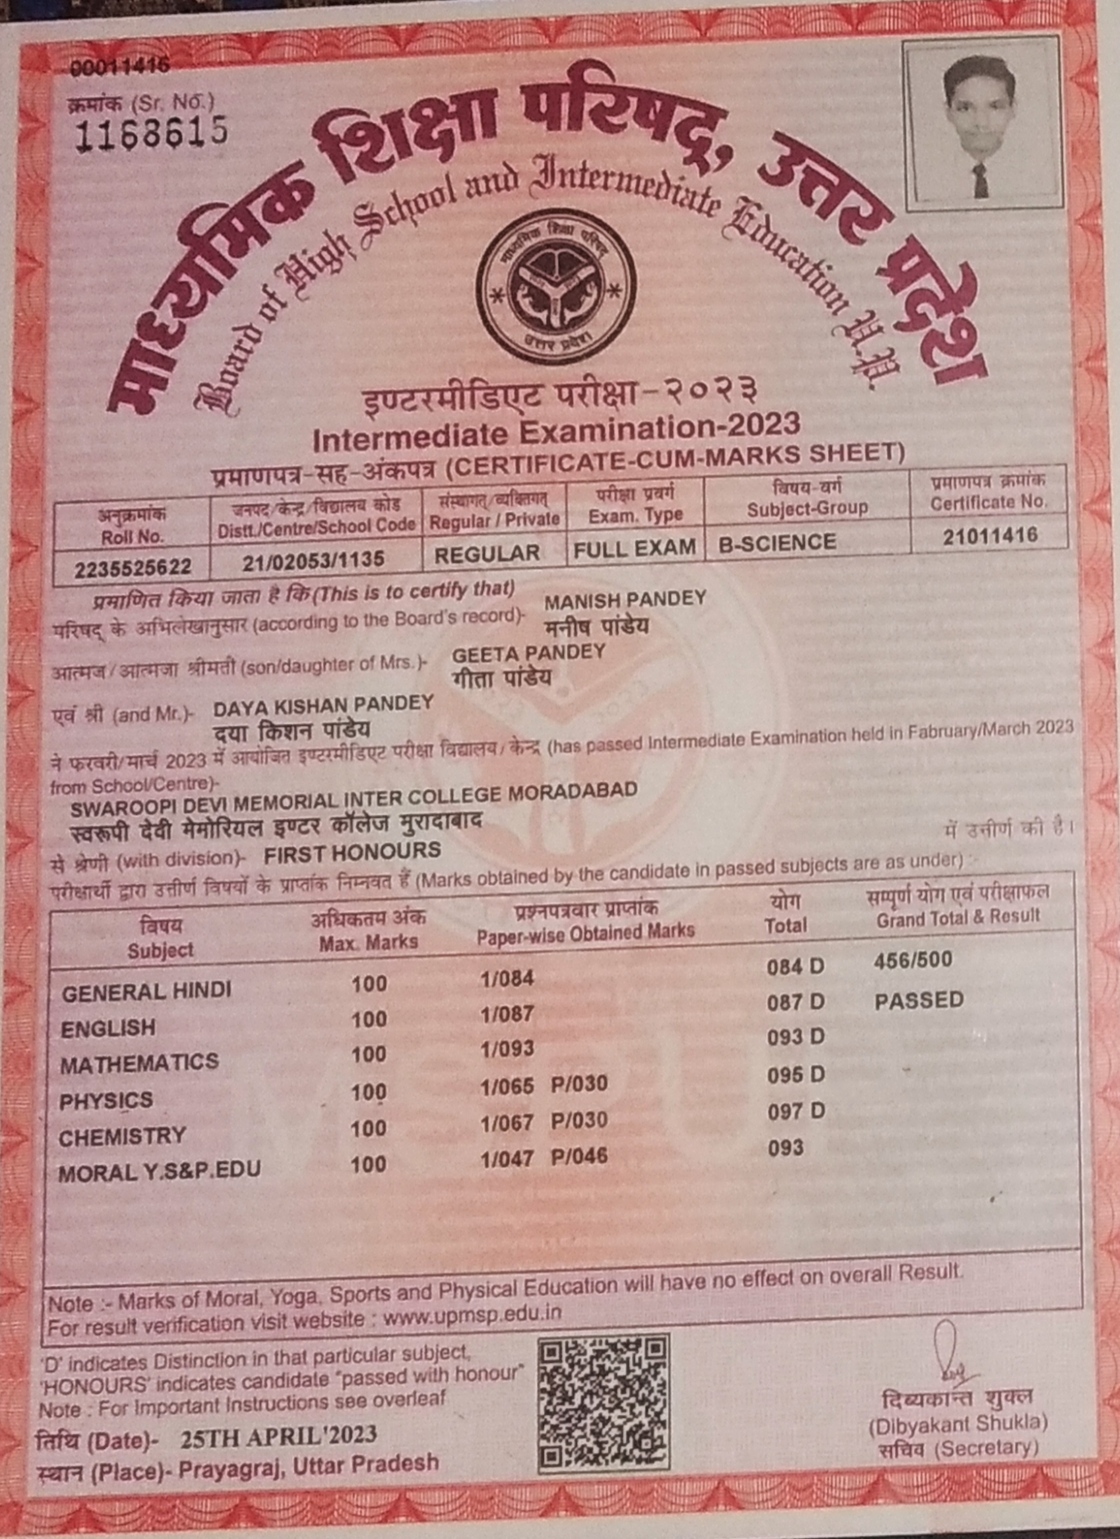 00011416
क्रमांक (Sr. No.)
1168615
माध्यमिक शिक्षा परिषद्, उत्तर प्रदेश
Board of High School and Intermediate Education U.P.
माध्यमिक शिक्षा परिषद
उत्तर प्रदेश
इण्टरमीडिएट परीक्षा-२०२३
Intermediate Examination-2023
प्रमाणपत्र-सह-अंकपत्र (CERTIFICATE-CUM-MARKS SHEET)
अनुक्रमांक जनपद/केन्द्र/विद्यालय कोड संस्थागत/व्यक्तिगत परीक्षा प्रवर्ग विषय-वर्ग प्रमाणपत्र क्रमांक
Roll No. Distt./Centre/School Code Regular / Private Exam. Type Subject-Group Certificate No.
2235525622 21/02053/1135 REGULAR FULL EXAM B-SCIENCE 21011416
प्रमाणित किया जाता है कि (This is to certify that)
परिषद् के अभिलेखानुसार (according to the Board's record)- MANISH PANDEY
मनीष पांडेय
आत्मज/आत्मजा श्रीमती (son/daughter of Mrs.)- GEETA PANDEY
गीता पांडेय
एवं श्री (and Mr.)- DAYA KISHAN PANDEY
दया किशन पांडेय
ने फरवरी/मार्च 2023 में आयोजित इण्टरमीडिएट परीक्षा विद्यालय/केन्द्र (has passed Intermediate Examination held in Fabruary/March 2023
from School/Centre)-
SWAROOPI DEVI MEMORIAL INTER COLLEGE MORADABAD
स्वरूपी देवी मेमोरियल इण्टर कॉलेज मुरादाबाद
में उत्तीर्ण की है।
से श्रेणी (with division)- FIRST HONOURS
परीक्षार्थी द्वारा उत्तीर्ण विषयों के प्राप्तांक निम्नवत हैं (Marks obtained by the candidate in passed subjects are as under) :-
विषय अधिकतम अंक प्रश्नपत्रवार प्राप्तांक योग सम्पूर्ण योग एवं परीक्षाफल
Subject Max. Marks Paper-wise Obtained Marks Total Grand Total & Result
GENERAL HINDI 100 1/084 084 D 456/500
ENGLISH 100 1/087 087 D PASSED
MATHEMATICS 100 1/093 093 D
PHYSICS 100 1/065 P/030 095 D
CHEMISTRY 100 1/067 P/030 097 D
MORAL Y.S&P.EDU 100 1/047 P/046 093
Note :- Marks of Moral, Yoga, Sports and Physical Education will have no effect on overall Result.
For result verification visit website : www.upmsp.edu.in
'D' indicates Distinction in that particular subject,
'HONOURS' indicates candidate "passed with honour"
Note : For Important Instructions see overleaf
तिथि (Date)- 25TH APRIL'2023
स्थान (Place)- Prayagraj, Uttar Pradesh
दिब्यकान्त शुक्ल
(Dibyakant Shukla)
सचिव (Secretary)